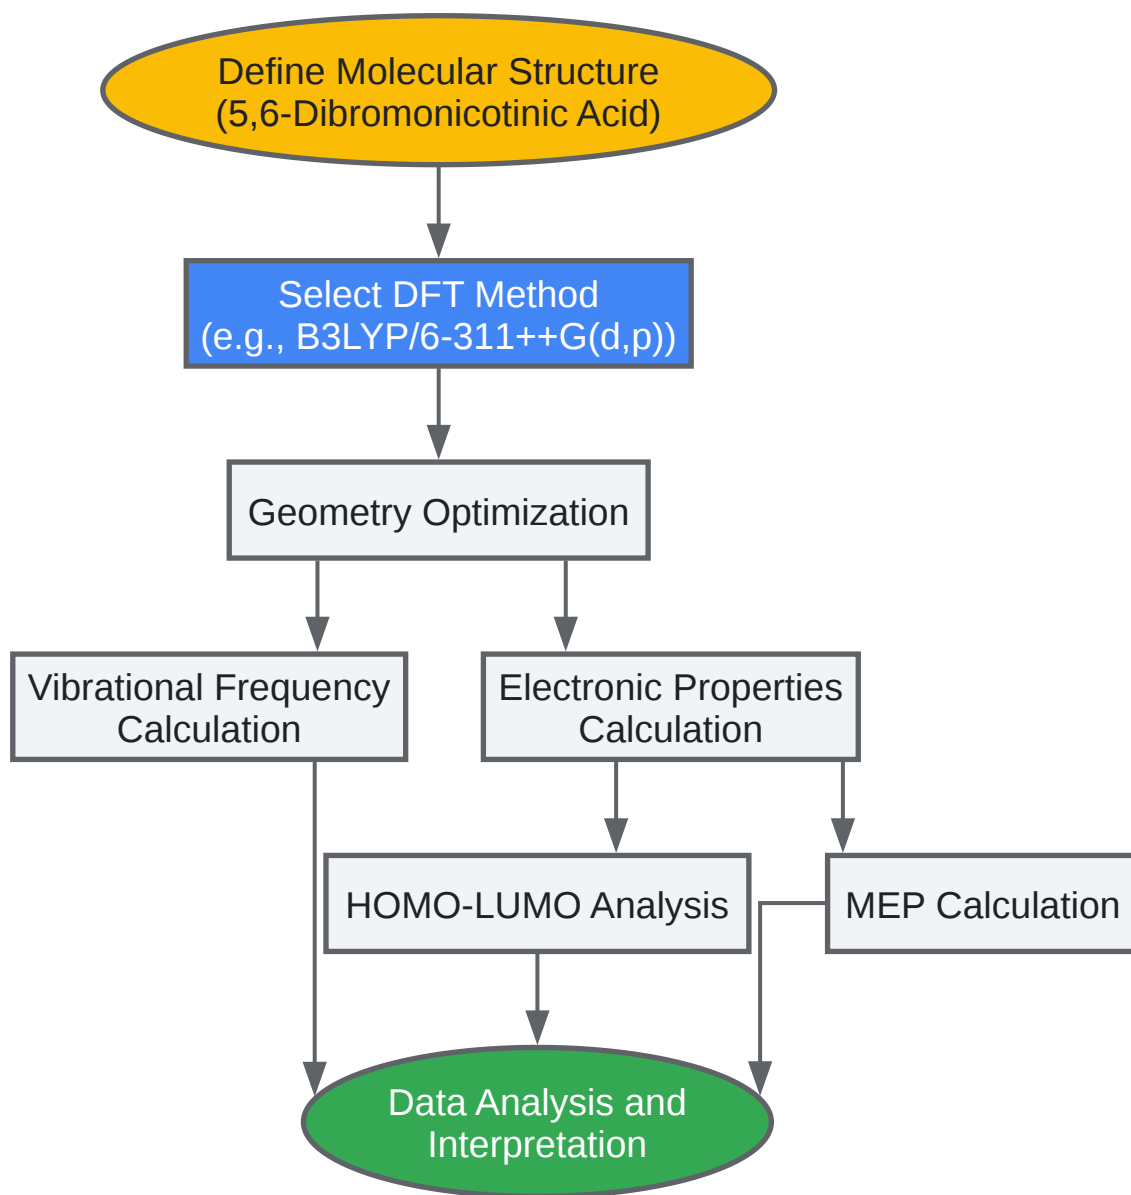 Define Molecular Structure
(5,6-Dibromonicotinic Acid)
Select DFT Method
(e.g., B3LYP/6-311++G(d,p))
Geometry Optimization
Vibrational Frequency
Calculation
Electronic Properties
Calculation
HOMO-LUMO Analysis
MEP Calculation
Data Analysis and
Interpretation